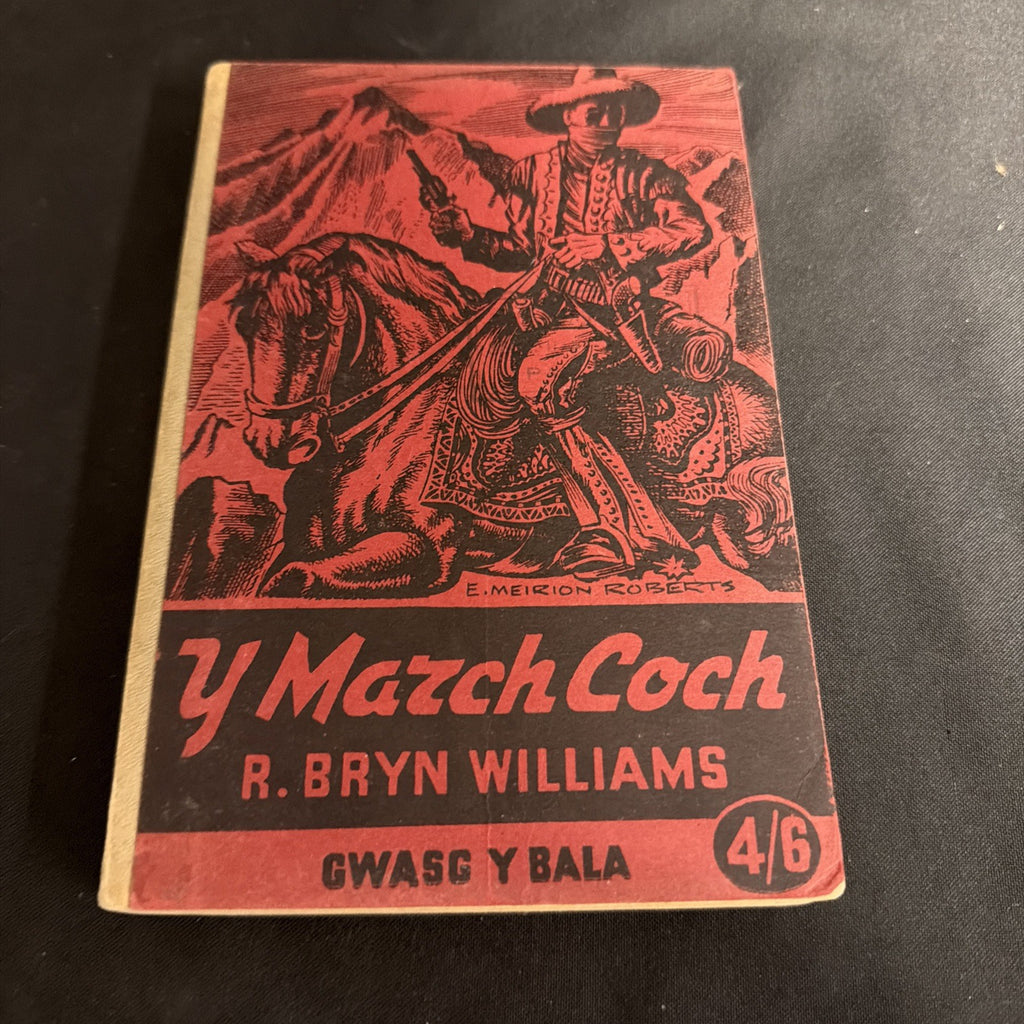 E. MEIRION ROBERTS
Y March Coch
R. BRYN WILLIAMS
GWASG Y BALA
4/6